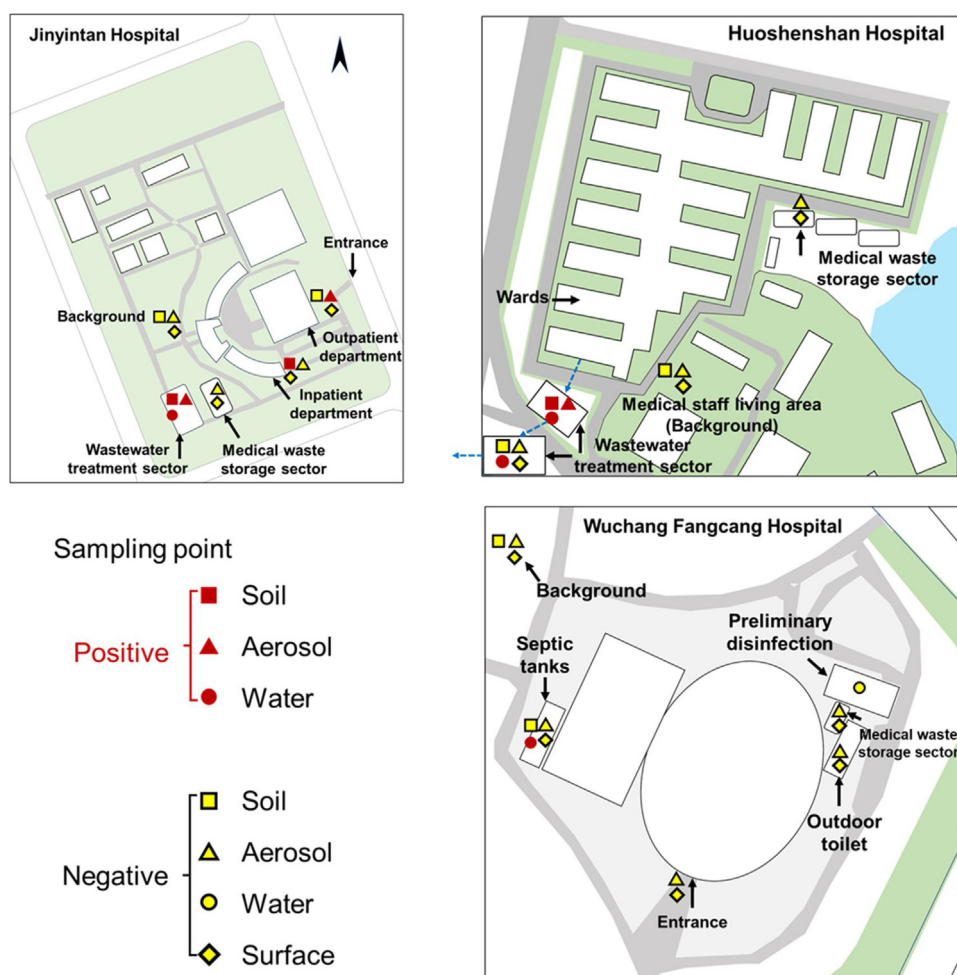 Jinyintan Hospital
Entrance
Background
Outpatient
department
Inpatient
department
Wastewater
treatment sector
Medical waste
storage sector
Huoshenshan Hospital
Medical waste
storage sector
Wards
Medical staff living area
(Background)
Wastewater
treatment sector
Sampling point
Positive
Soil
Aerosol
Water
Negative
Soil
Aerosol
Water
Surface
Wuchang Fangcang Hospital
Background
Preliminary
disinfection
Septic
tanks
Medical waste
storage sector
Outdoor
toilet
Entrance